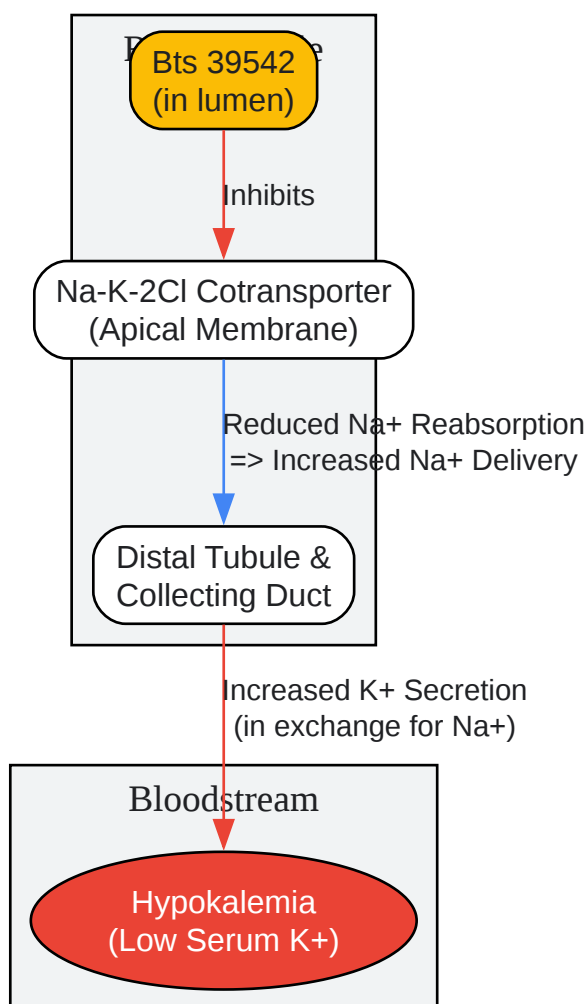 Bts 39542
(in lumen)
Inhibits
Na-K-2Cl Cotransporter
(Apical Membrane)
Reduced Na+ Reabsorption
=> Increased Na+ Delivery
Distal Tubule &
Collecting Duct
Increased K+ Secretion
(in exchange for Na+)
Bloodstream
Hypokalemia
(Low Serum K+)